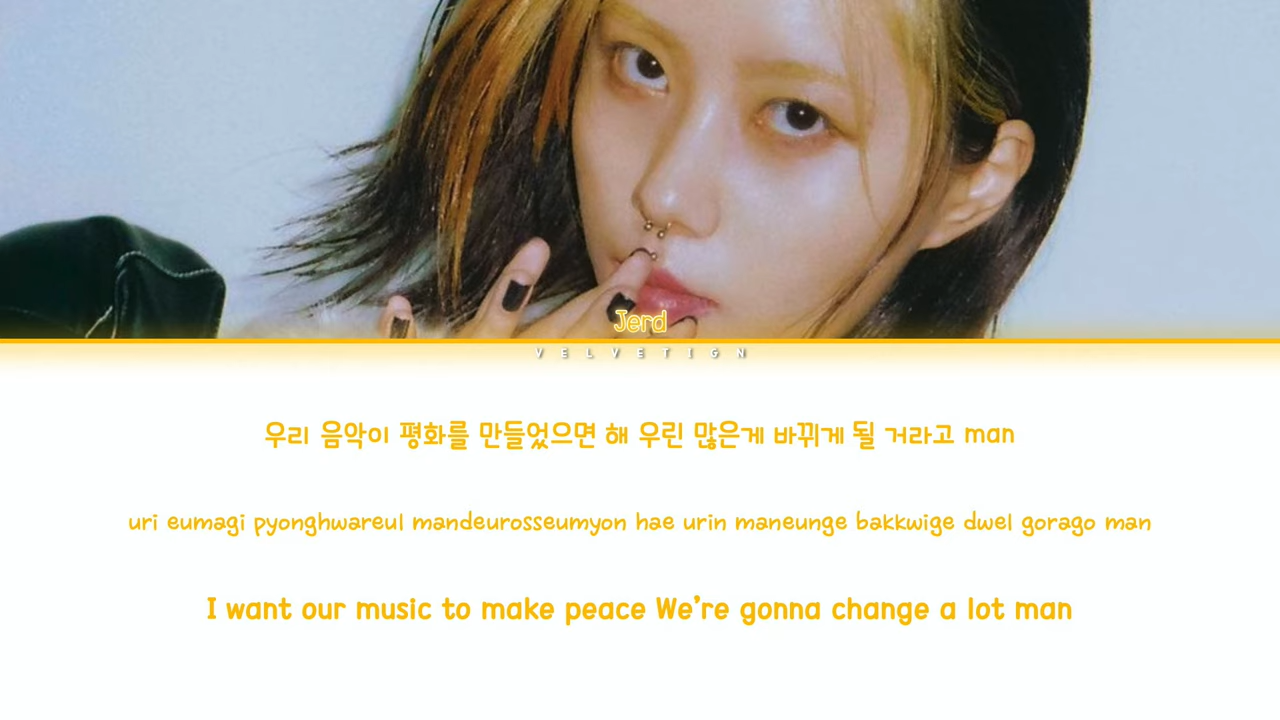 Jerd
VELVETIGN
우리 음악이 평화를 만들었으면 해 우린 많은게 바뀌게 될 거라고 man
uri eumagi pyonghwareul mandeurosseumyon hae urin maneunge bakkwige dwel gorago man
I want our music to make peace We’re gonna change a lot man